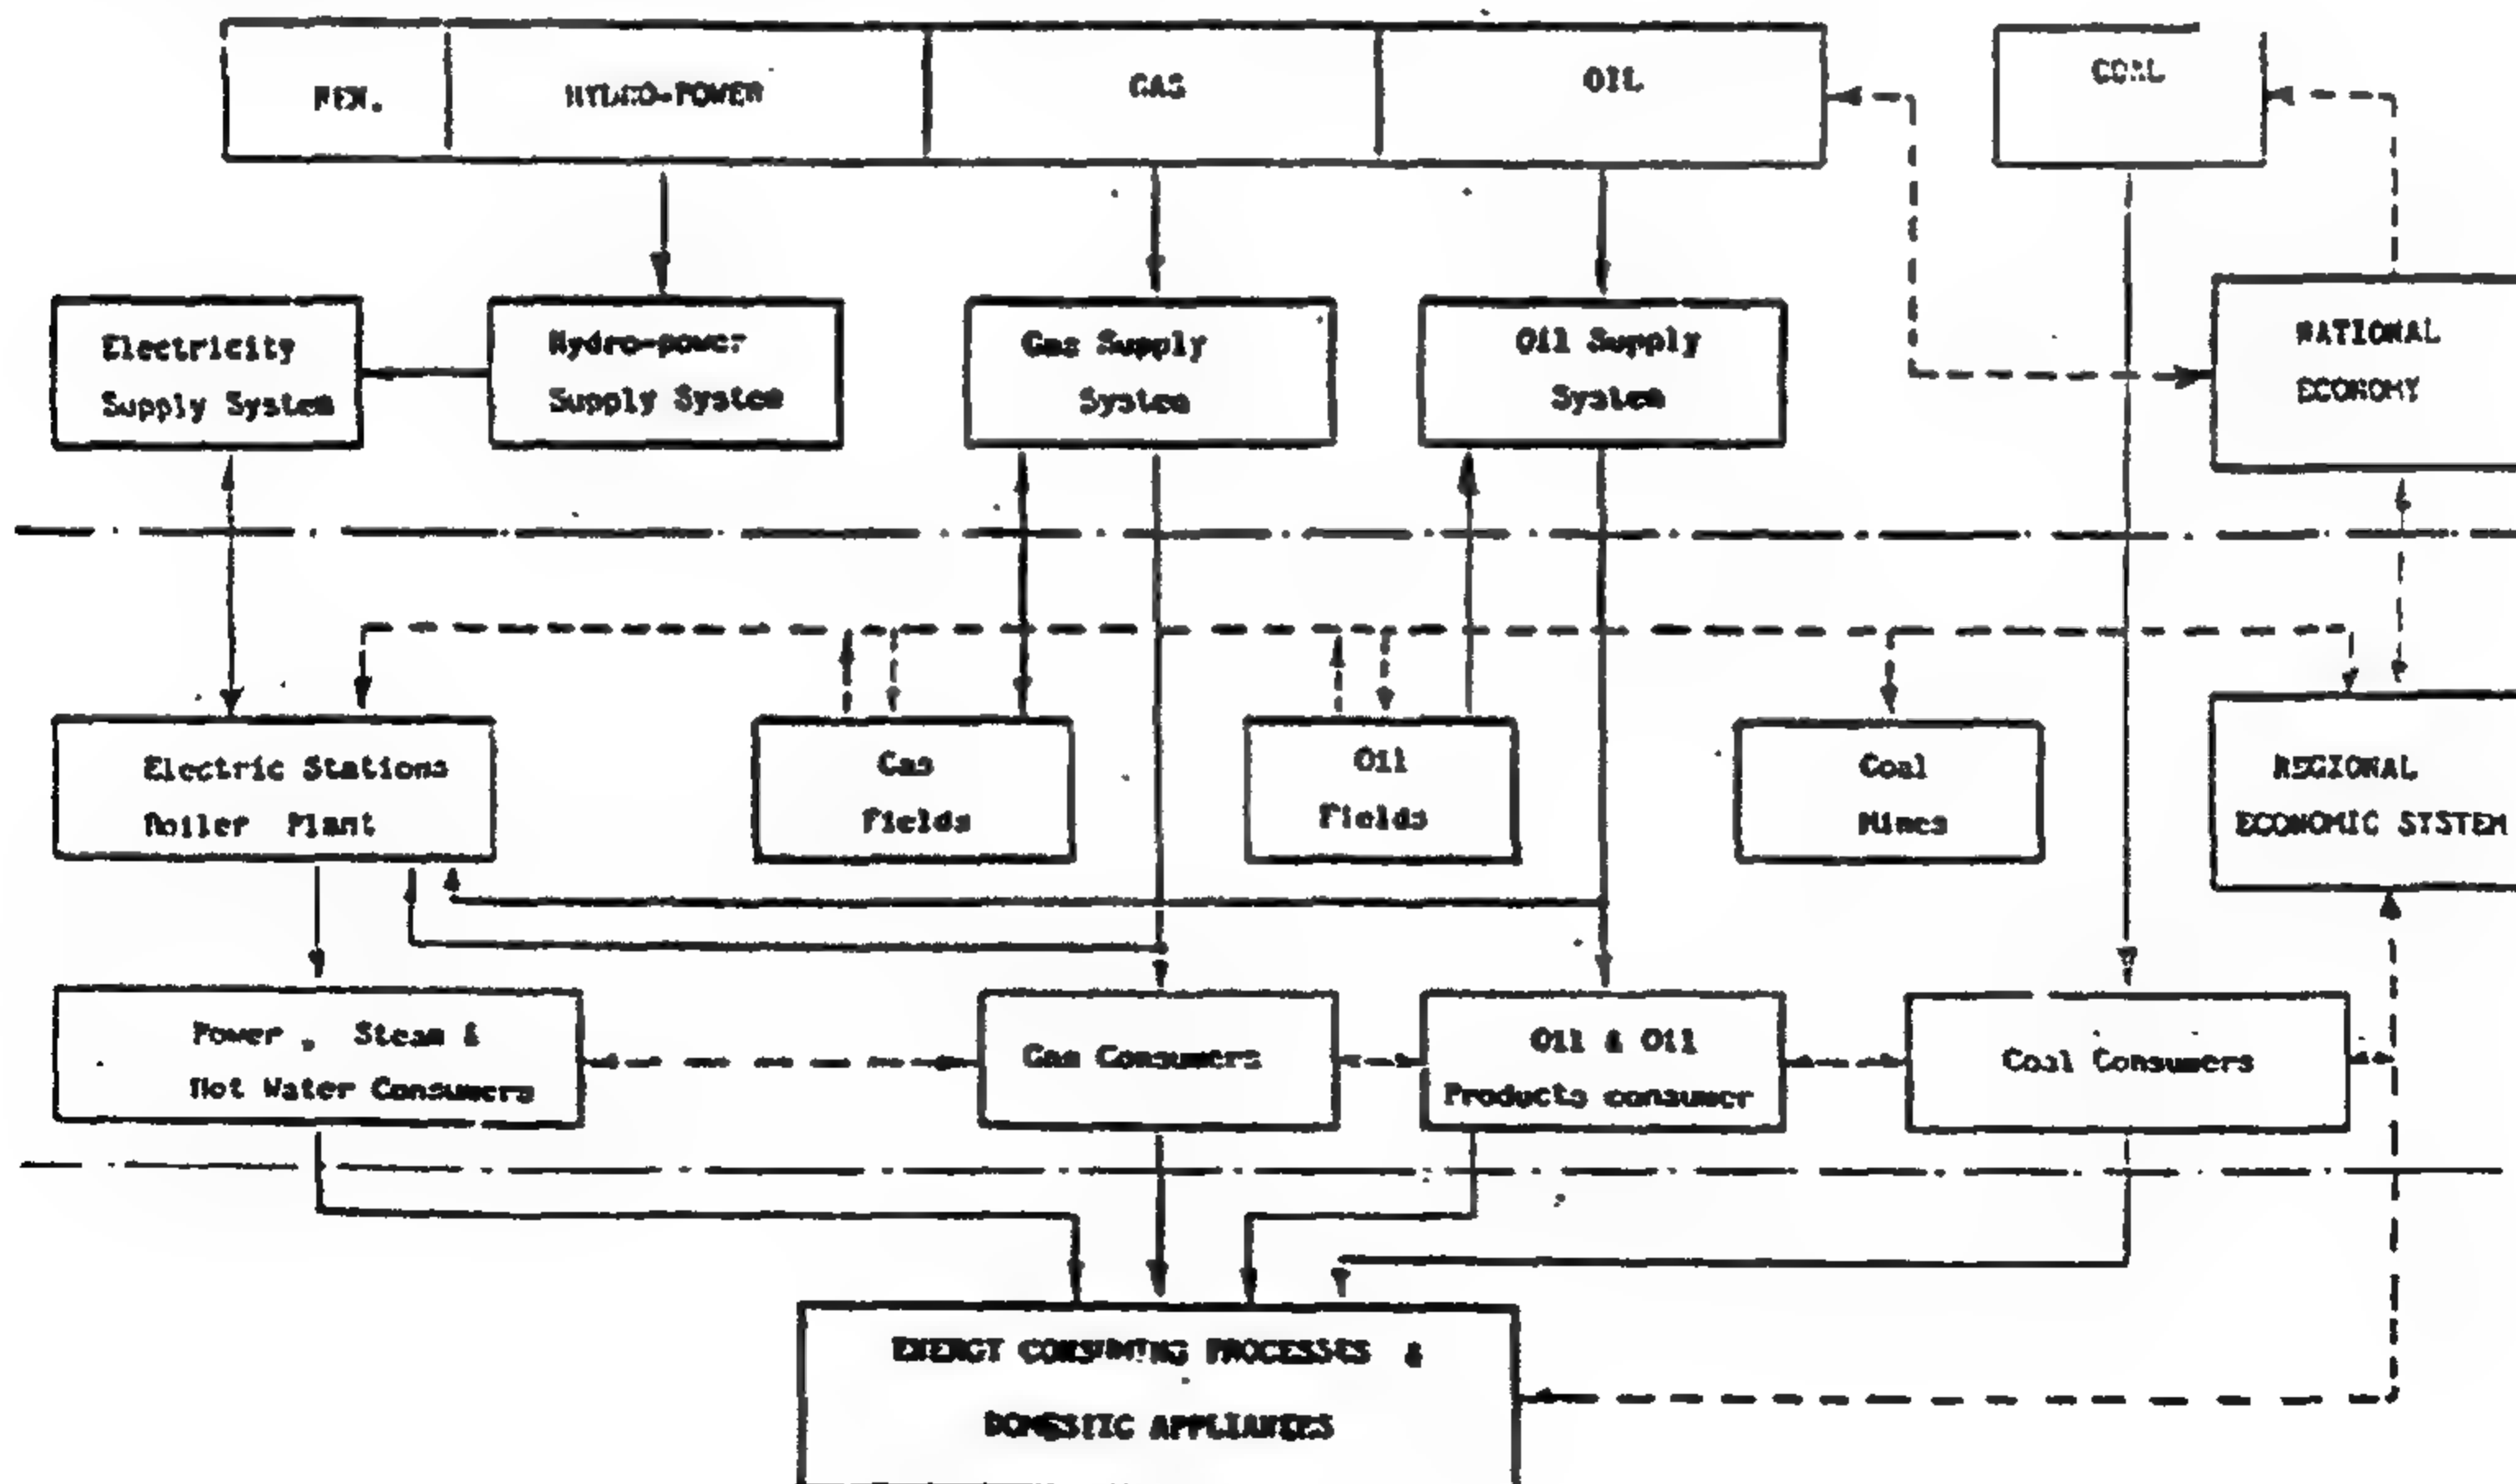 REN.
HYDRO-POWER
GAS
OIL
COAL
Electricity
Supply System
Hydro-power
Supply System
Gas Supply
System
Oil Supply
System
NATIONAL
ECONOMY
Electric Stations
Boiler Plant
Gas
Fields
Oil
Fields
Coal
Mines
REGIONAL
ECONOMIC SYSTEM
Power, Steam &
Hot Water Consumers
Gas Consumers
Oil & Oil
Products consumer
Coal Consumers
ENERGY CONSUMING PROCESSES &
DOMESTIC APPLIANCES